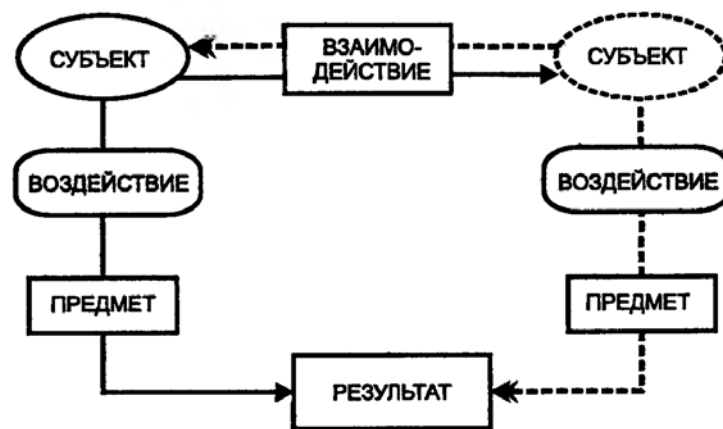 СУБЪЕКТ
ВЗАИМО-
ДЕЙСТВИЕ
СУБЪЕКТ
ВОЗДЕЙСТВИЕ
ВОЗДЕЙСТВИЕ
ПРЕДМЕТ
ПРЕДМЕТ
РЕЗУЛЬТАТ